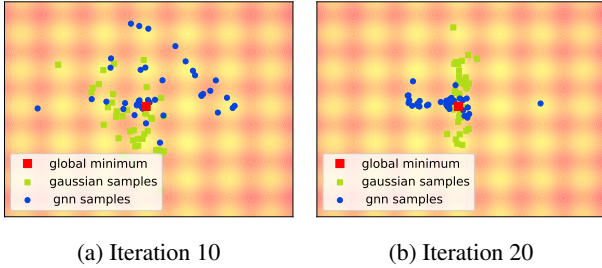 global minimum
gaussian samples
gnn samples
global minimum
gaussian samples
gnn samples
(a) Iteration 10
(b) Iteration 20